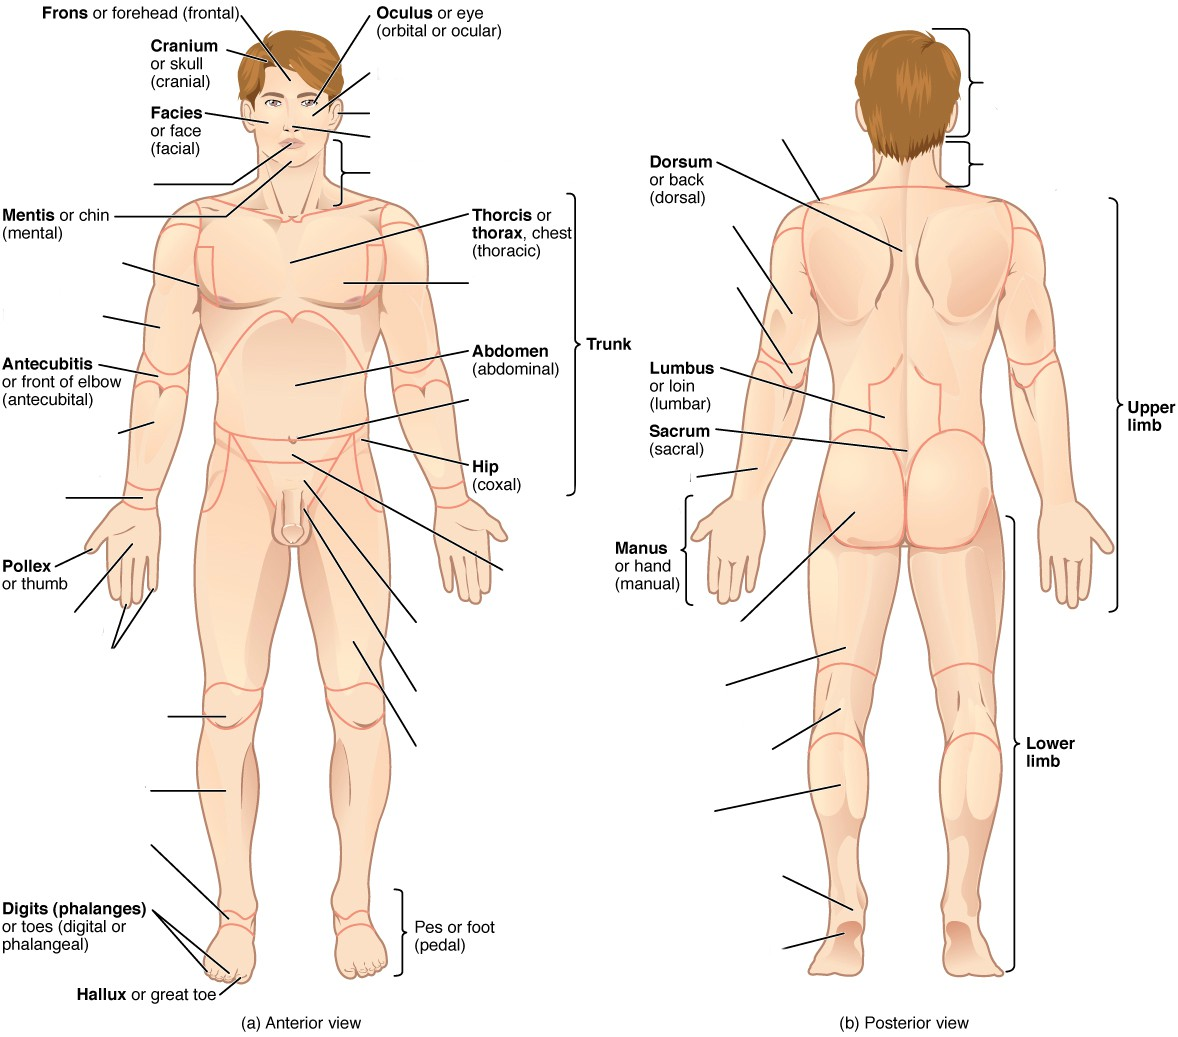 Frons or forehead (frontal)
Oculus or eye
(orbital or ocular)
Cranium
or skull
(cranial)
Facies
or face
(facial)
Mentis or chin
(mental)
Thorcis or
thorax, chest
(thoracic)
Trunk
Antecubitis
or front of elbow
(antecubital)
Abdomen
(abdominal)
Hip
(coxal)
Pollex
or thumb
Digits (phalanges)
or toes (digital or
phalangeal)
Pes or foot
(pedal)
Hallux or great toe
(a) Anterior view
Dorsum
or back
(dorsal)
Lumbus
or loin
(lumbar)
Sacrum
(sacral)
Upper
limb
Manus
or hand
(manual)
Lower
limb
(b) Posterior view